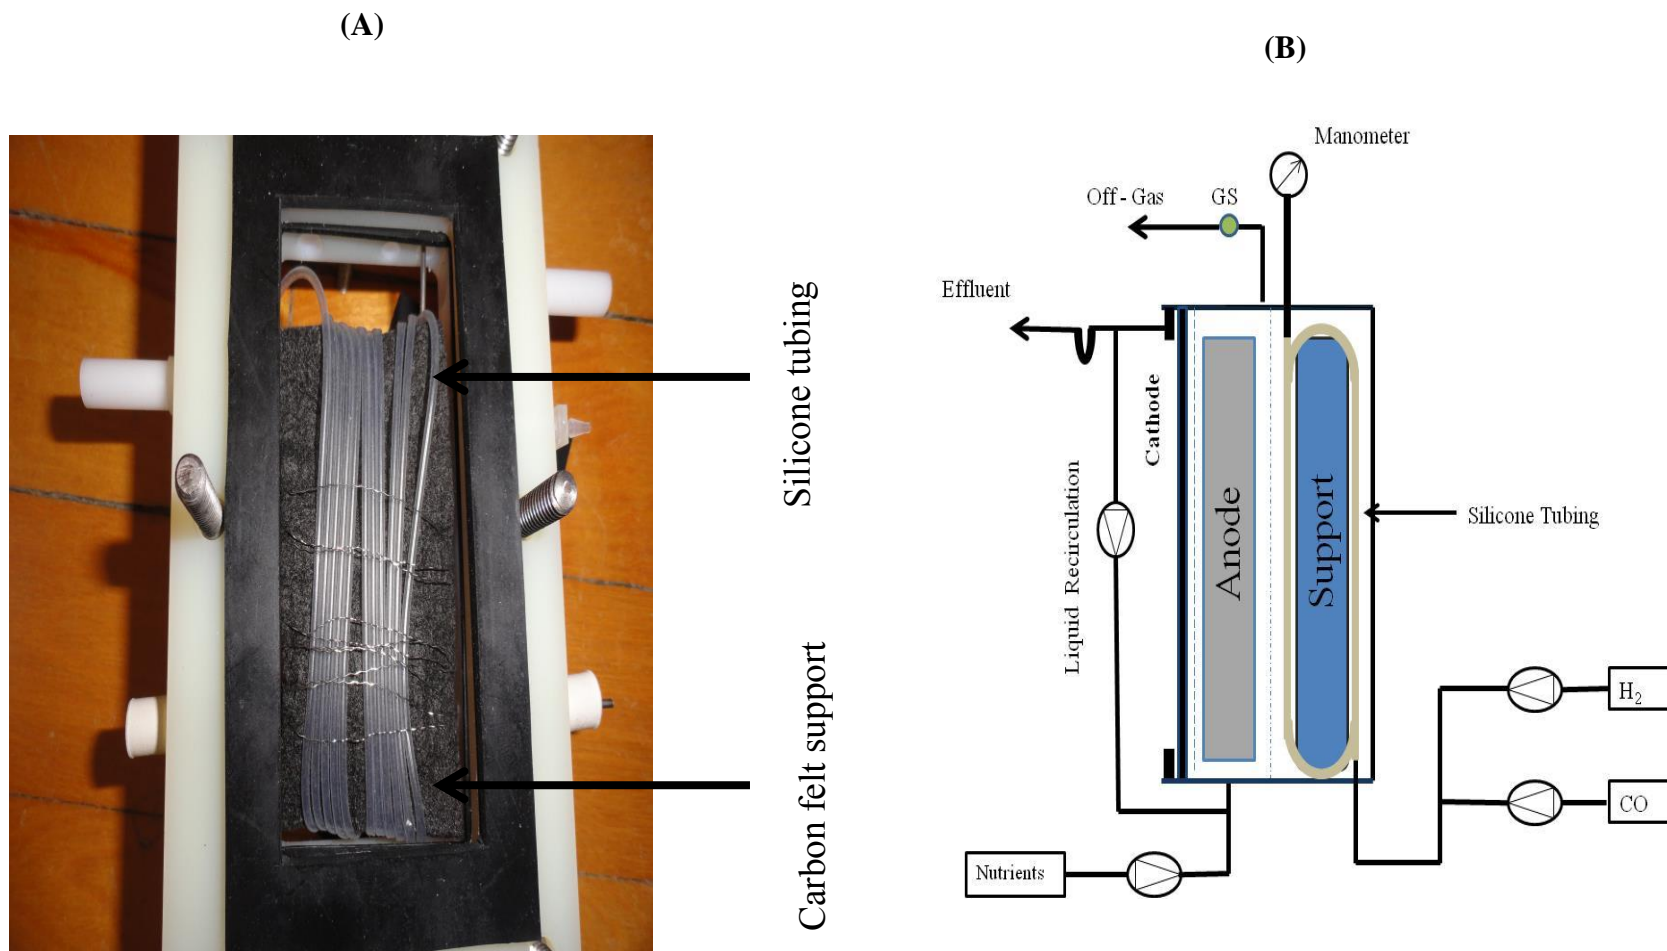 (A)
(B)
Silicone tubing
Carbon felt support
Manometer
Off - Gas
GS
Effluent
Cathode
Liquid Recirculation
Anode
Support
Silicone Tubing
H₂
CO
Nutrients